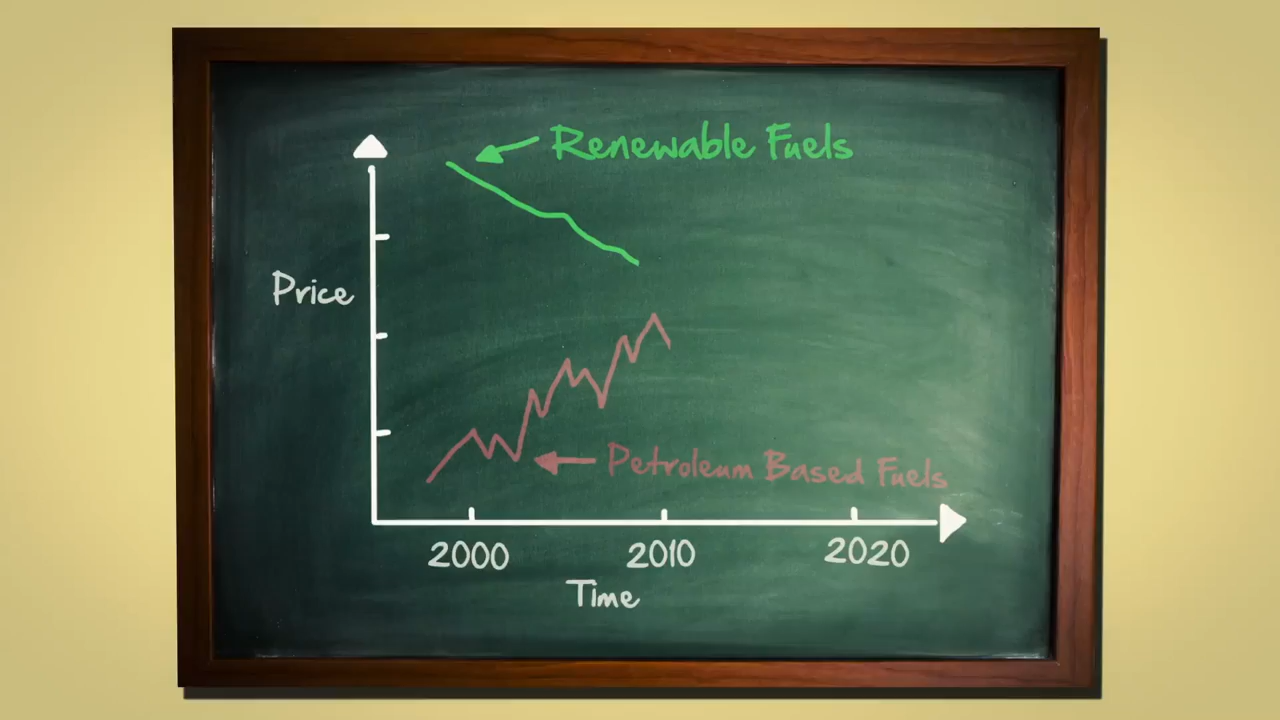 Renewable Fuels
Price
Petroleum Based Fuels
2000 2010 2020
Time